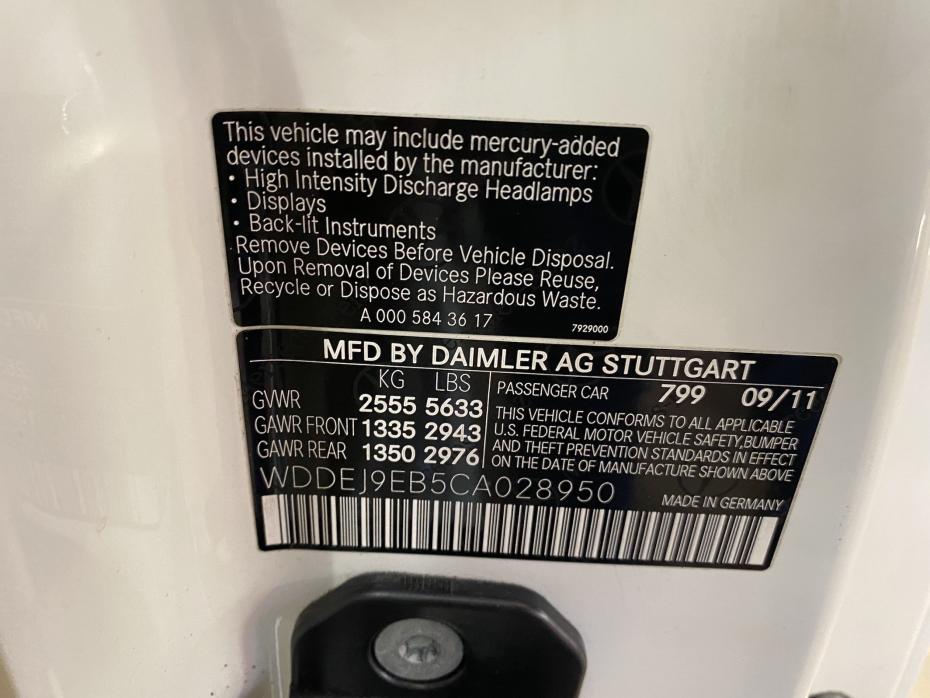 This vehicle may include mercury-added
devices installed by the manufacturer:
• High Intensity Discharge Headlamps
• Displays
• Back-lit Instruments
Remove Devices Before Vehicle Disposal.
Upon Removal of Devices Please Reuse,
Recycle or Dispose as Hazardous Waste.
A 000 584 36 17
7929000
MFD BY DAIMLER AG STUTTGART
KG LBS
GVWR 2555 5633
GAWR FRONT 1335 2943
GAWR REAR 1350 2976
PASSENGER CAR 799 09/11
THIS VEHICLE CONFORMS TO ALL APPLICABLE
U.S. FEDERAL MOTOR VEHICLE SAFETY,BUMPER
AND THEFT PREVENTION STANDARDS IN EFFECT
ON THE DATE OF MANUFACTURE SHOWN ABOVE
WDDEJ9EB5CA028950
MADE IN GERMANY